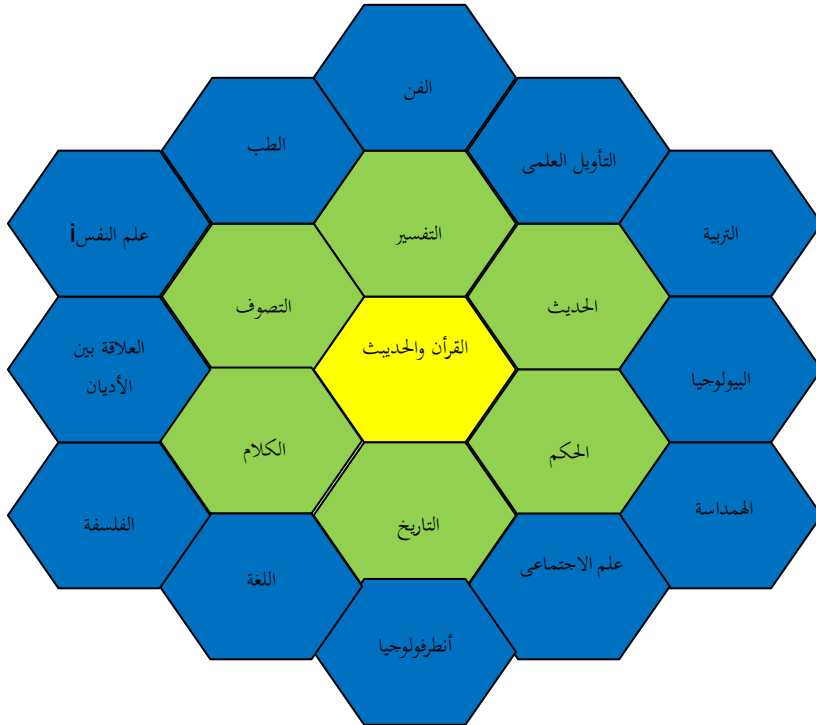 الفن
التأويل العلمى
الطب
التربية
التفسير
علم النفسi
الحديث
التصوف
القرأن والحديبث
العلاقة بين
الأديان
البيولوجيا
الحكم
الكلام
الهمداسة
التاريخ
الفلسفة
علم الاجتماعى
اللغة
أنطرفولوجيا